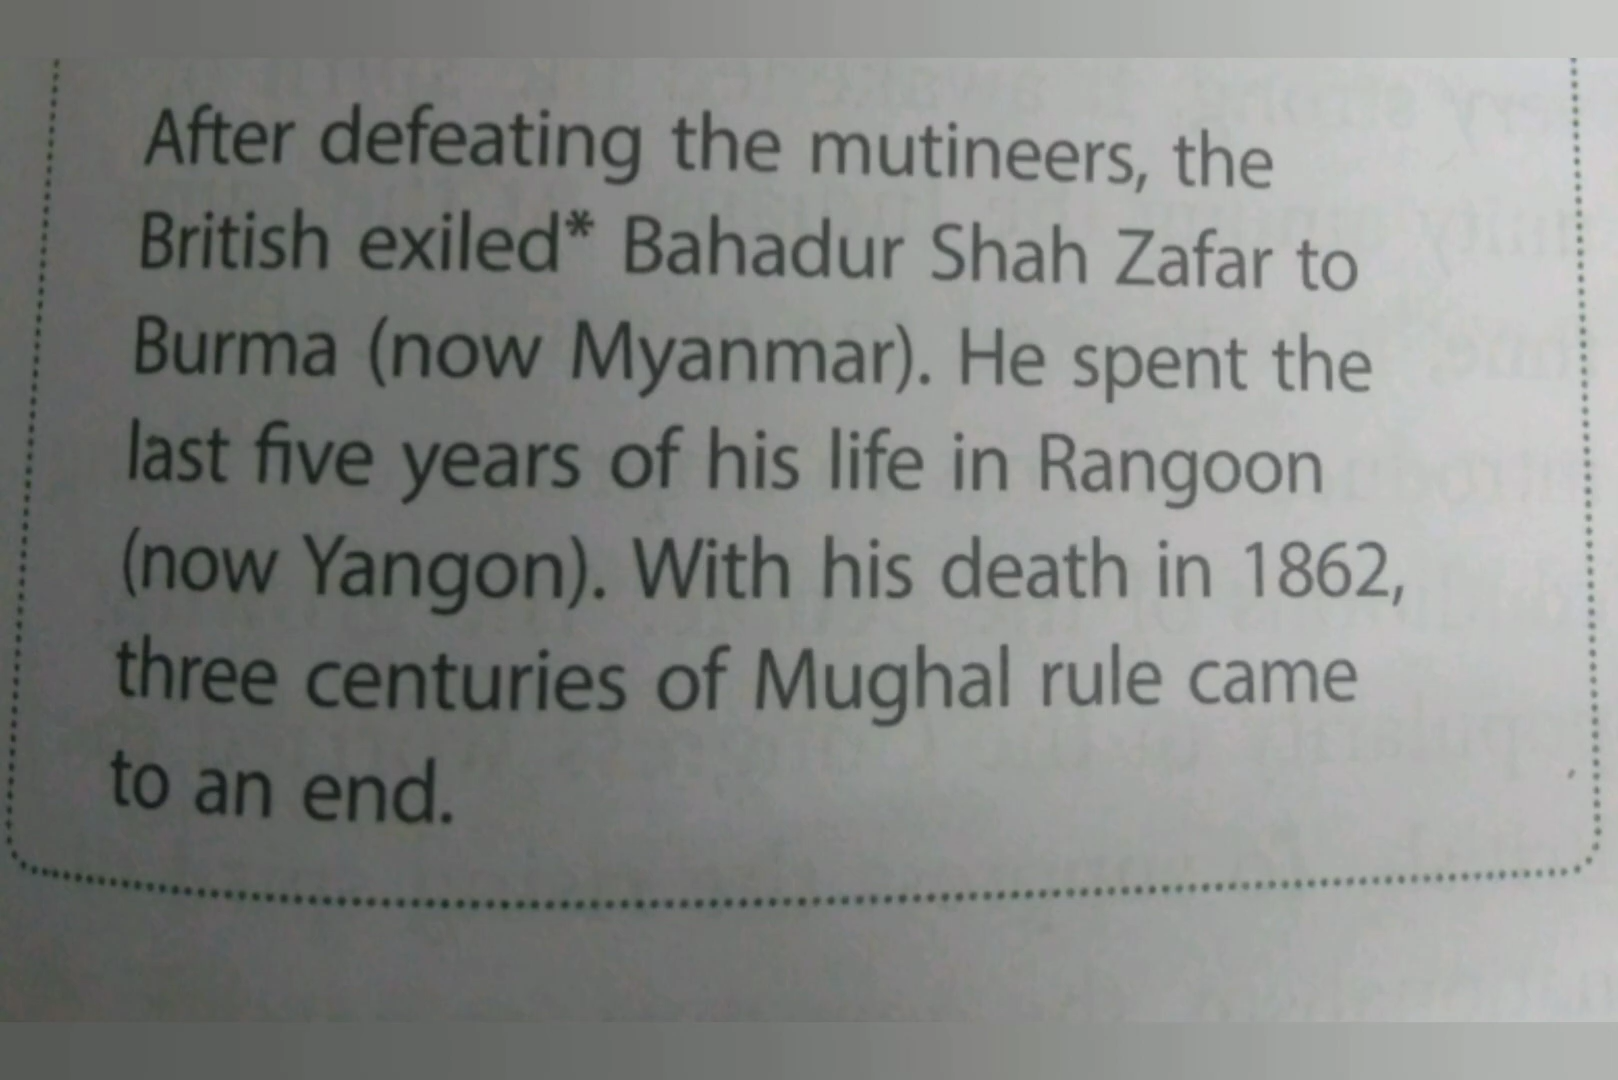 After defeating the mutineers, the
British exiled* Bahadur Shah Zafar to
Burma (now Myanmar). He spent the
last five years of his life in Rangoon
(now Yangon). With his death in 1862,
three centuries of Mughal rule came
to an end.